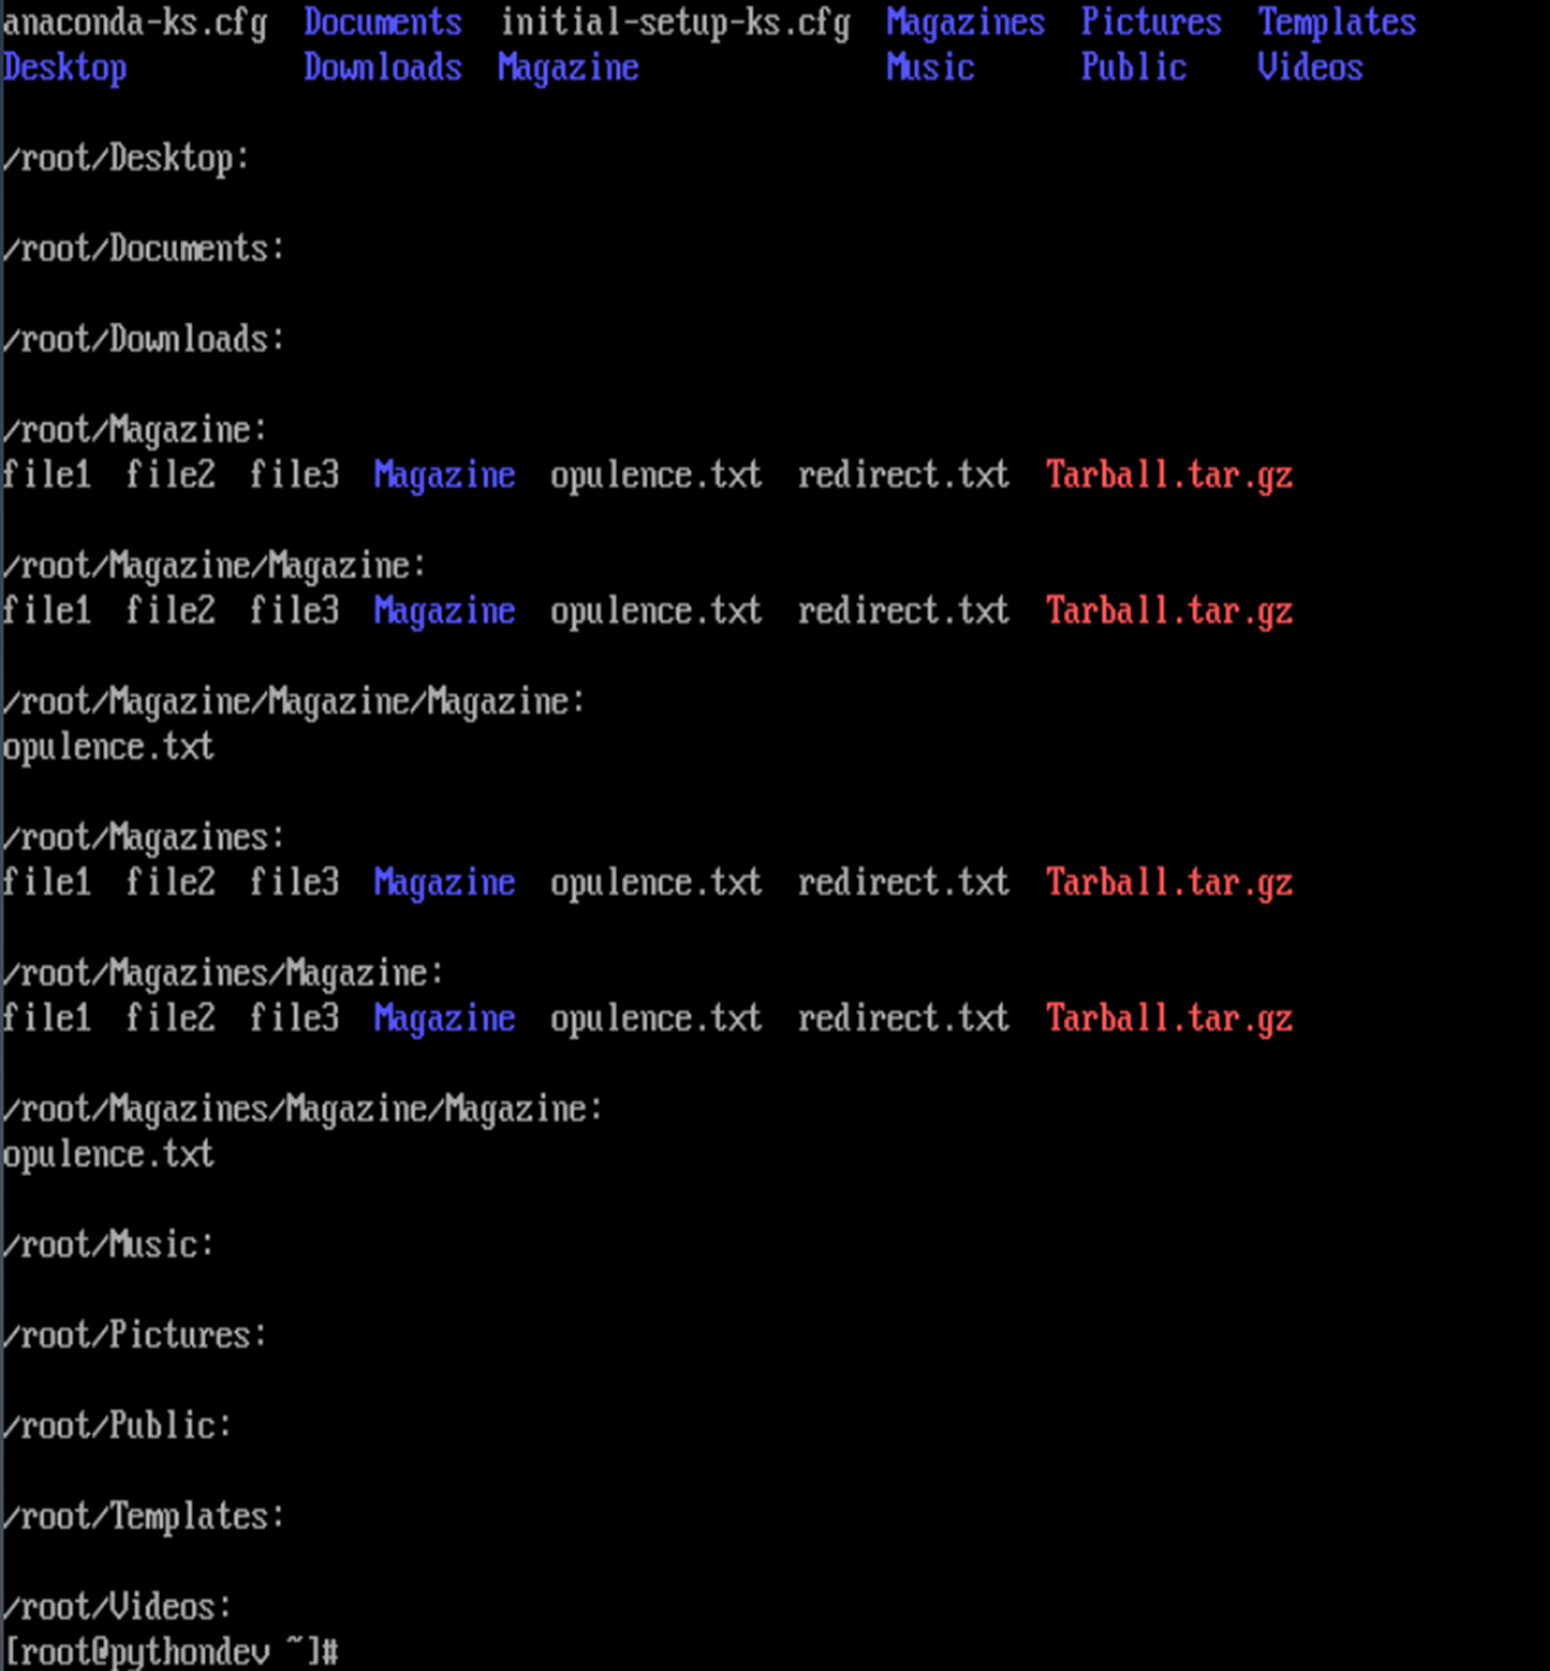 anaconda-ks.cfg  Documents  initial-setup-ks.cfg  Magazines  Pictures  Templates
Desktop          Downloads  Magazine              Music      Public    Videos
/root/Desktop:
/root/Documents:
/root/Downloads:
/root/Magazine:
file1  file2  file3  Magazine  opulence.txt  redirect.txt  Tarball.tar.gz
/root/Magazine/Magazine:
file1  file2  file3  Magazine  opulence.txt  redirect.txt  Tarball.tar.gz
/root/Magazine/Magazine/Magazine:
opulence.txt
/root/Magazines:
file1  file2  file3  Magazine  opulence.txt  redirect.txt  Tarball.tar.gz
/root/Magazines/Magazine:
file1  file2  file3  Magazine  opulence.txt  redirect.txt  Tarball.tar.gz
/root/Magazines/Magazine/Magazine:
opulence.txt
/root/Music:
/root/Pictures:
/root/Public:
/root/Templates:
/root/Videos:
[root@pythondev ~]#